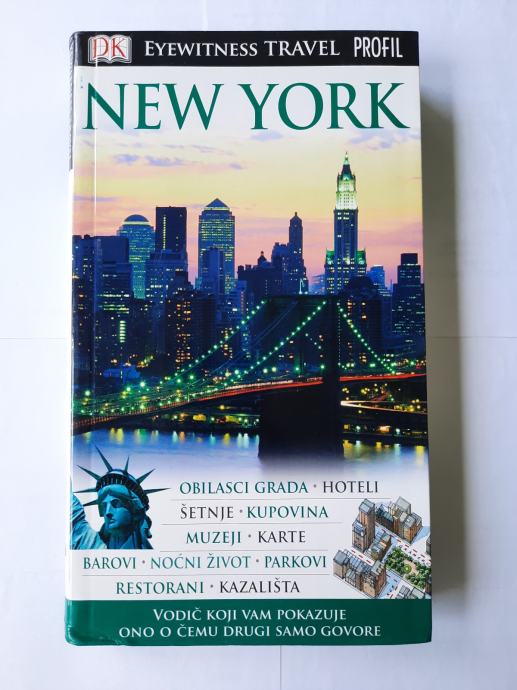 DK EYEWITNESS TRAVEL PROFIL
NEW YORK
OBILASCI GRADA · HOTELI
ŠETNJE · KUPOVINA
MUZEJI · KARTE
BAROVI · NOĆNI ŽIVOT · PARKOVI
RESTORANI · KAZALIŠTA
VODIČ KOJI VAM POKAZUJE
ONO O ČEMU DRUGI SAMO GOVORE